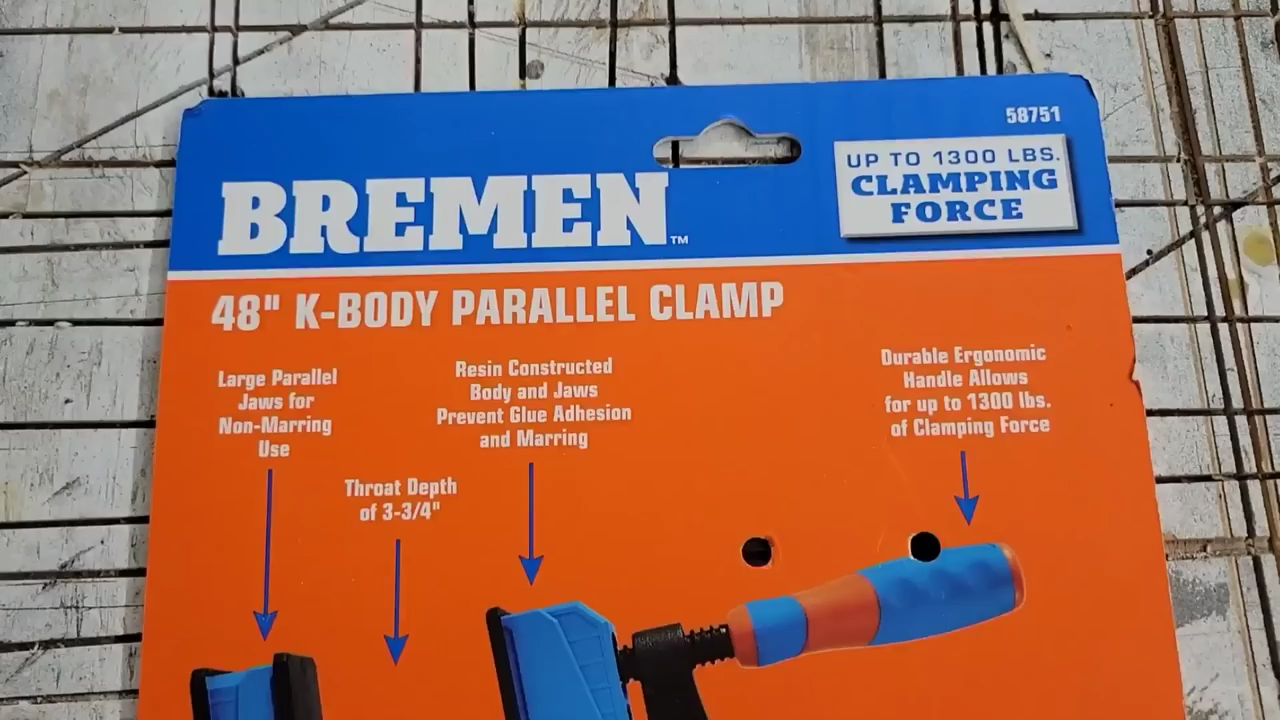 58751
UP TO 1300 LBS.
CLAMPING
FORCE
BREMEN™
48" K-BODY PARALLEL CLAMP
Large Parallel
Jaws for
Non-Marring
Use
Throat Depth
of 3-3/4"
Resin Constructed
Body and Jaws
Prevent Glue Adhesion
and Marring
Durable Ergonomic
Handle Allows
for up to 1300 lbs.
of Clamping Force